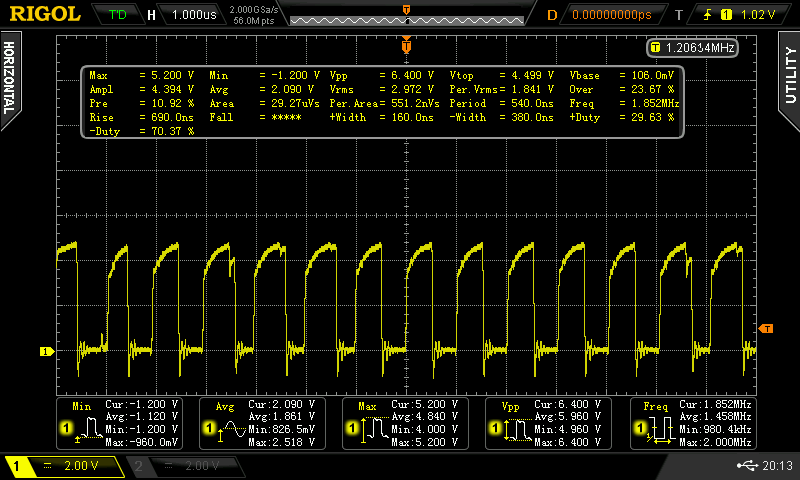 RIGOL T'D H 1.000us 2.000GSa/s 56.0M pts D 0.00000000ps T 1 1.02 V
HORIZONTAL
UTILITY
T
T 1.20614MHz
Max = 5.200 V Min = -1.200 V Vpp = 6.400 V Vtop = 4.499 V Vbase = 106.0mV
Ampl = 4.394 V Avg = 2.090 V Vrms = 2.972 V Per.Vrms= 1.841 V Over = 23.67 %
Pre = 10.92 % Area = 29.27uVs Per.Area= 551.2nVs Period = 540.0ns Freq = 1.852MHz
Rise = 690.0ns Fall = ***** +Width = 160.0ns -Width = 380.0ns +Duty = 29.63 %
-Duty = 70.37 %
T
1
Min Cur:-1.200 V
Avg:-1.120 V
1 Min:-1.200 V
Max:-960.0mV
Avg Cur:2.090 V
Avg:1.861 V
1 Min:826.5mV
Max:2.518 V
Max Cur:5.200 V
Avg:4.840 V
1 Min:4.000 V
Max:5.200 V
Vpp Cur:6.400 V
Avg:5.960 V
1 Min:4.960 V
Max:6.400 V
Freq Cur:1.852MHz
Avg:1.458MHz
1 Min:980.4kHz
Max:2.000MHz
1 2.00 V 2 2.00 V 20:13